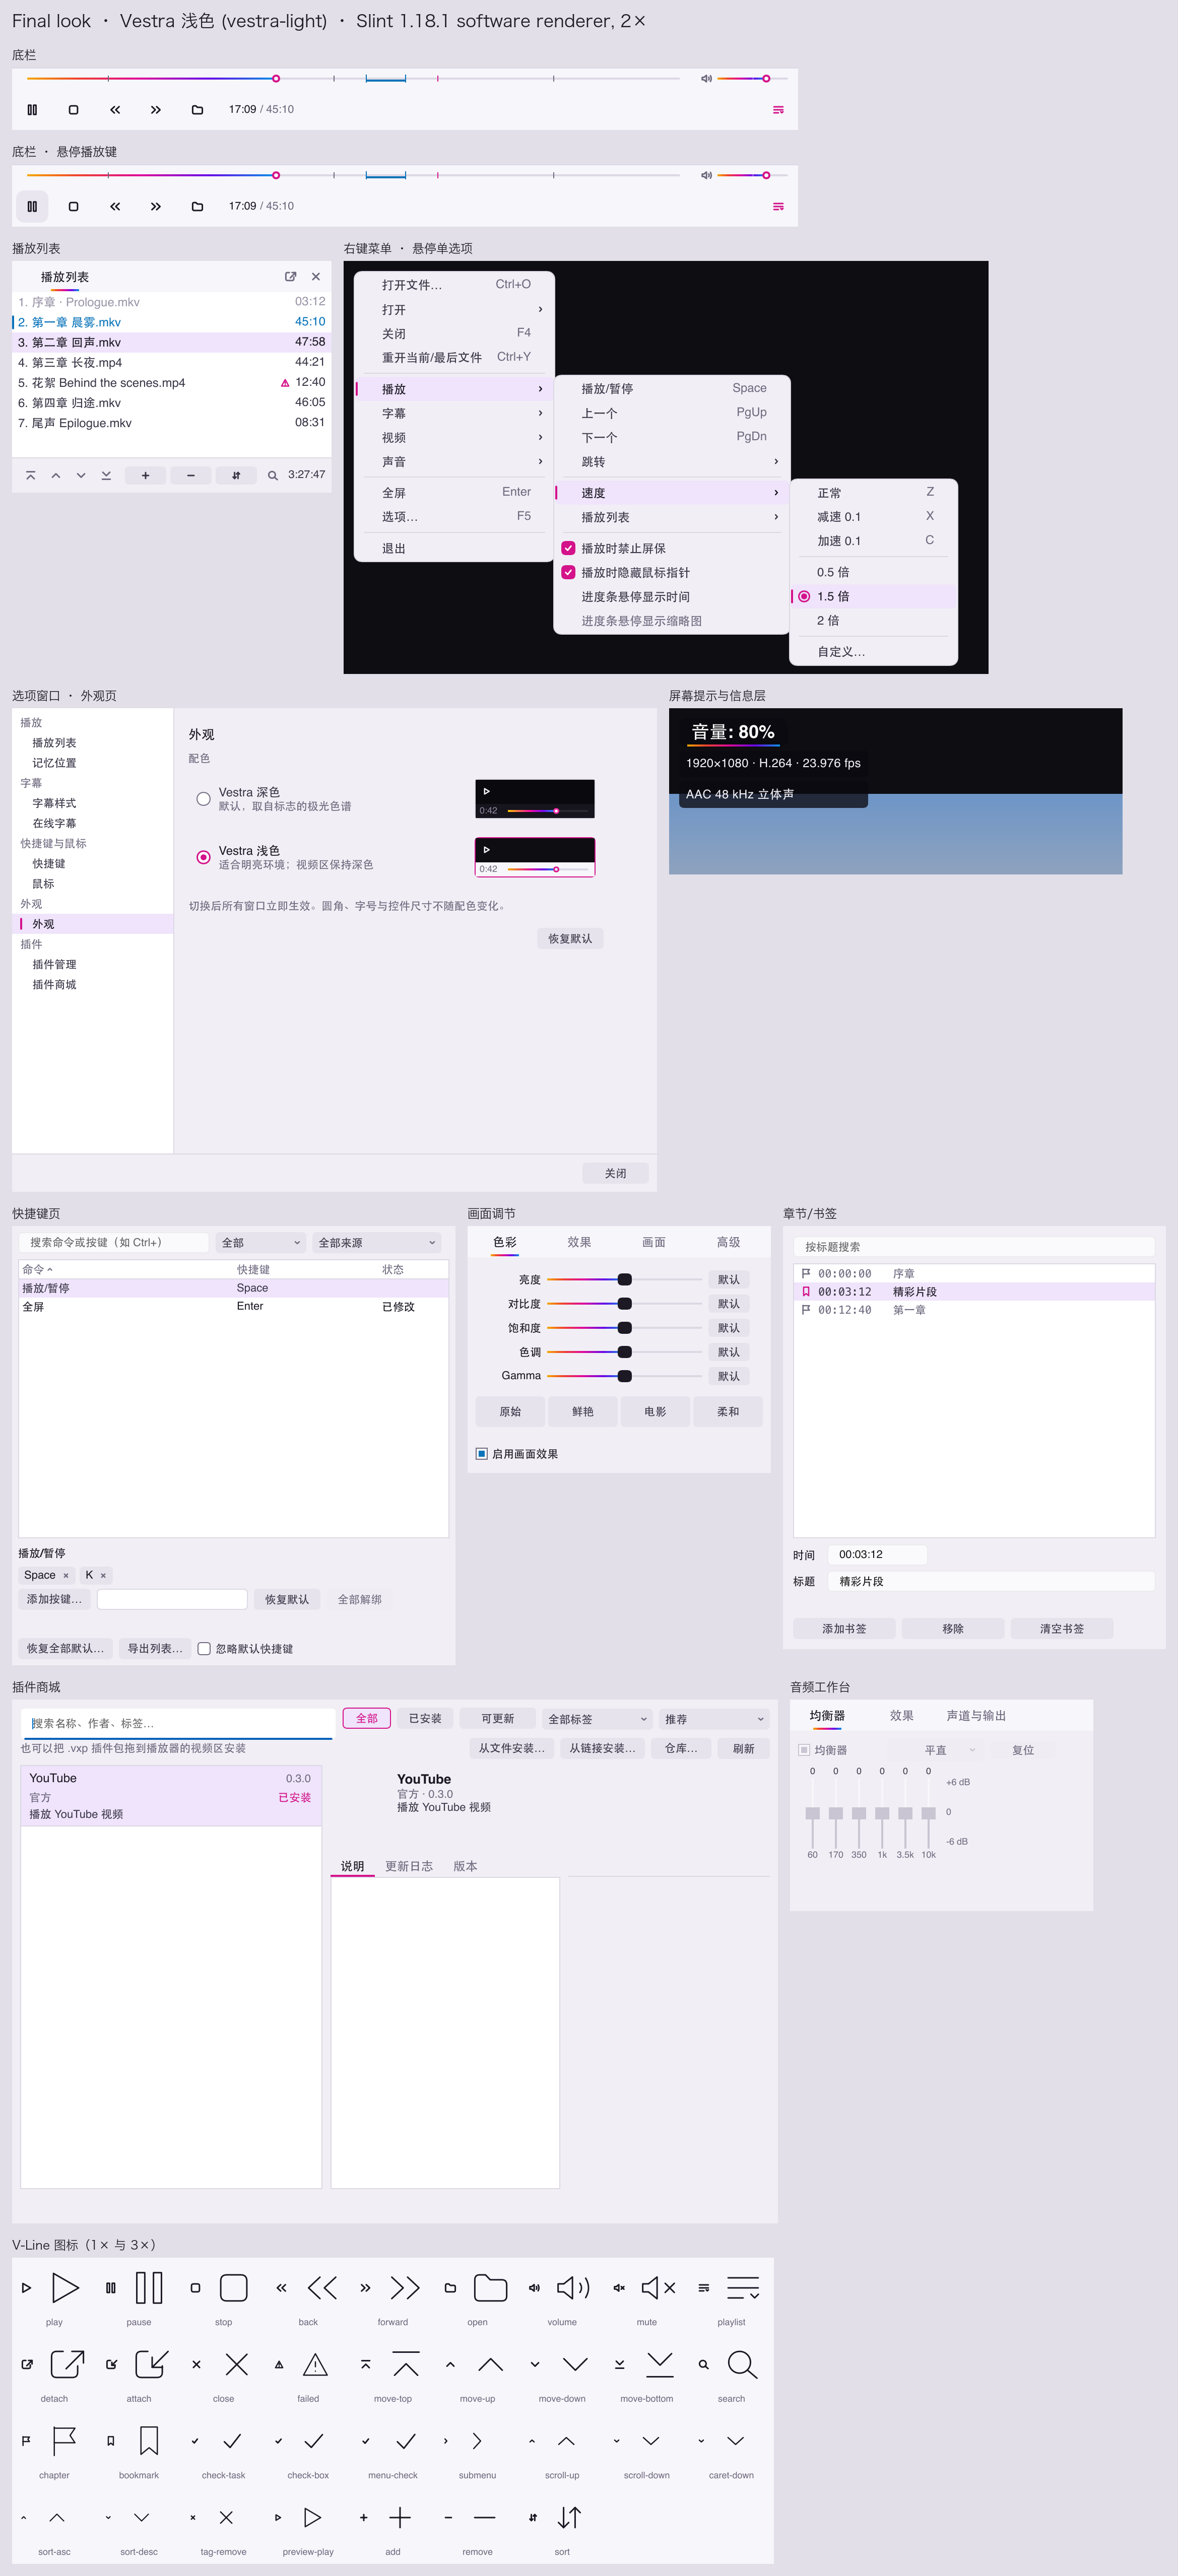 Final look · Vestra 浅色 (vestra-light) · Slint 1.18.1 software renderer, 2×
底栏
17:09 / 45:10
底栏 · 悬停播放键
17:09 / 45:10
播放列表
播放列表
1. 序章 · Prologue.mkv 03:12
2. 第一章 晨雾.mkv 45:10
3. 第二章 回声.mkv 47:58
4. 第三章 长夜.mp4 44:21
5. 花絮 Behind the scenes.mp4 12:40
6. 第四章 归途.mkv 46:05
7. 尾声 Epilogue.mkv 08:31
3:27:47
右键菜单 · 悬停单选项
打开文件… Ctrl+O
打开
关闭 F4
重开当前/最后文件 Ctrl+Y
播放
字幕
视频
声音
全屏 Enter
选项… F5
退出
播放/暂停 Space
上一个 PgUp
下一个 PgDn
跳转
速度
播放列表
播放时禁止屏保
播放时隐藏鼠标指针
进度条悬停显示时间
进度条悬停显示缩略图
正常 Z
减速 0.1 X
加速 0.1 C
0.5 倍
1.5 倍
2 倍
自定义…
选项窗口 · 外观页
播放
播放列表
记忆位置
字幕
字幕样式
在线字幕
快捷键与鼠标
快捷键
鼠标
外观
外观
插件
插件管理
插件商城
外观
配色
Vestra 深色
默认，取自标志的极光色谱
0:42
Vestra 浅色
适合明亮环境；视频区保持深色
0:42
切换后所有窗口立即生效。圆角、字号与控件尺寸不随配色变化。
恢复默认
关闭
屏幕提示与信息层
音量: 80%
1920×1080 · H.264 · 23.976 fps
AAC 48 kHz 立体声
快捷键页
搜索命令或按键（如 Ctrl+） 全部 全部来源
命令 快捷键 状态
播放/暂停 Space
全屏 Enter 已修改
播放/暂停
Space × K ×
添加按键… 恢复默认 全部解绑
恢复全部默认… 导出列表… 忽略默认快捷键
画面调节
色彩 效果 画面 高级
亮度 默认
对比度 默认
饱和度 默认
色调 默认
Gamma 默认
原始 鲜艳 电影 柔和
启用画面效果
章节/书签
按标题搜索
00:00:00 序章
00:03:12 精彩片段
00:12:40 第一章
时间 00:03:12
标题 精彩片段
添加书签 移除 清空书签
插件商城
搜索名称、作者、标签… 全部 已安装 可更新 全部标签 推荐
也可以把 .vxp 插件包拖到播放器的视频区安装 从文件安装… 从链接安装… 仓库… 刷新
YouTube 0.3.0
官方 已安装
播放 YouTube 视频
YouTube
官方 · 0.3.0
播放 YouTube 视频
说明 更新日志 版本
音频工作台
均衡器 效果 声道与输出
均衡器 平直 复位
0 0 0 0 0 0
+6 dB
0
-6 dB
60 170 350 1k 3.5k 10k
V-Line 图标（1× 与 3×）
play pause stop back forward open volume mute playlist
detach attach close failed move-top move-up move-down move-bottom search
chapter bookmark check-task check-box menu-check submenu scroll-up scroll-down caret-down
sort-asc sort-desc tag-remove preview-play add remove sort